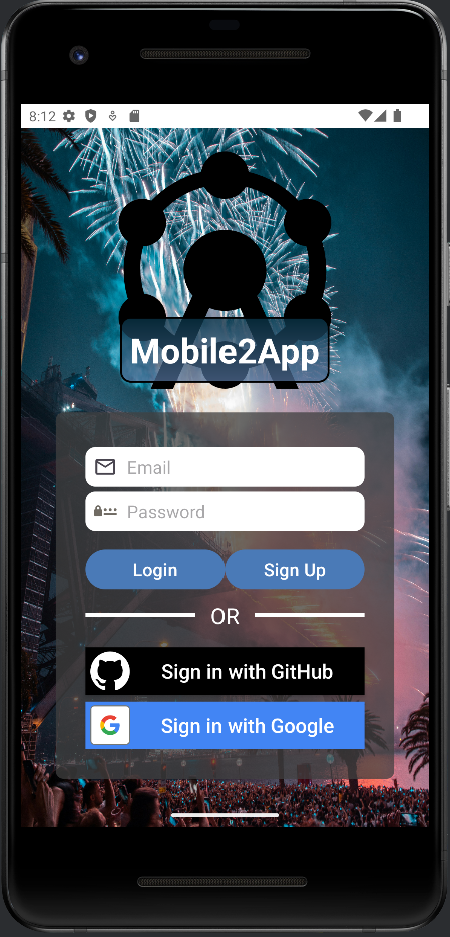 8:12
Mobile2App
Email
Password
Login
Sign Up
OR
Sign in with GitHub
Sign in with Google